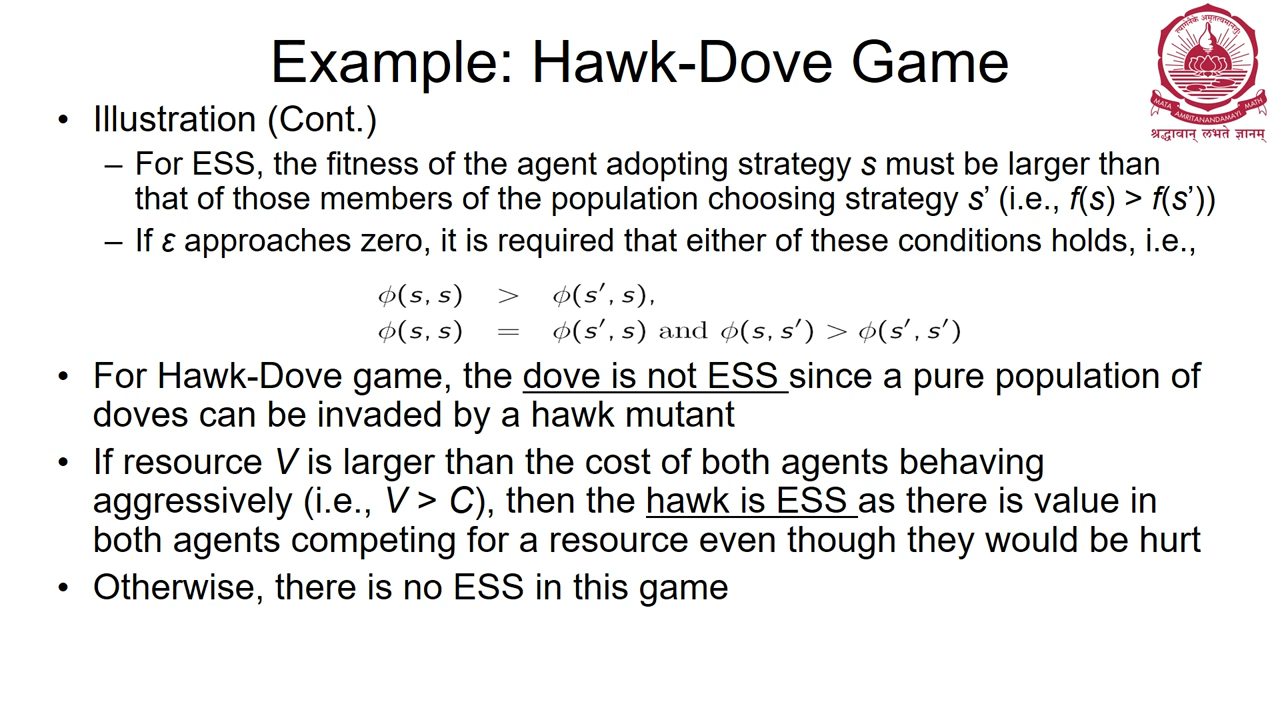 Example: Hawk-Dove Game
• Illustration (Cont.)
– For ESS, the fitness of the agent adopting strategy s must be larger than
that of those members of the population choosing strategy s’ (i.e., f(s) > f(s’))
– If ε approaches zero, it is required that either of these conditions holds, i.e.,
ϕ(s, s) > ϕ(s′, s),
ϕ(s, s) = ϕ(s′, s) and ϕ(s, s′) > ϕ(s′, s′)
• For Hawk-Dove game, the dove is not ESS since a pure population of
doves can be invaded by a hawk mutant
• If resource V is larger than the cost of both agents behaving
aggressively (i.e., V > C), then the hawk is ESS as there is value in
both agents competing for a resource even though they would be hurt
• Otherwise, there is no ESS in this game
MATA AMRITANANDAMAYI MATH
श्रद्धावान् लभते ज्ञानम्